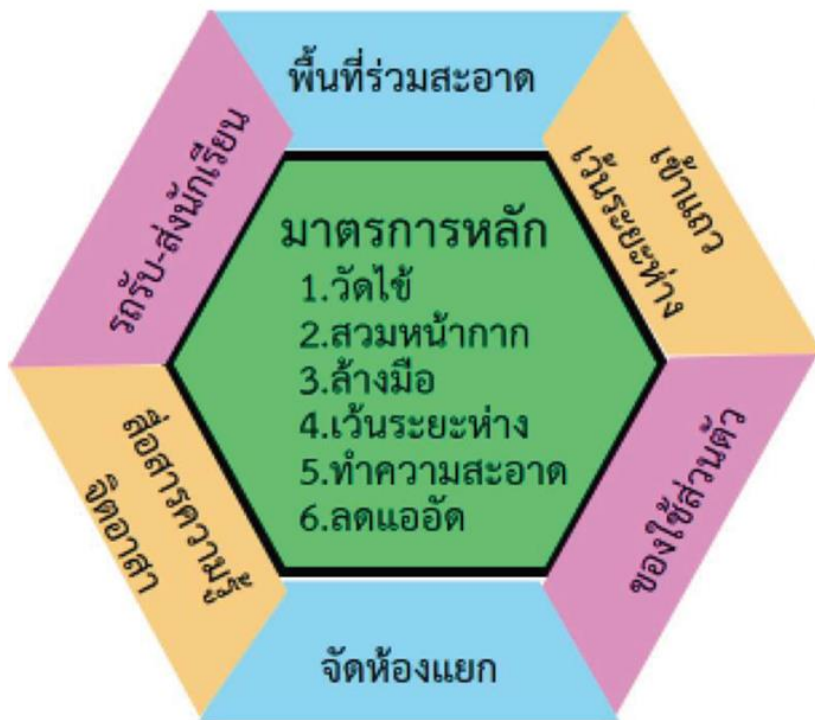 พื้นที่ร่วมสะอาด
เข้าแถว
เว้นระยะห่าง
รถรับ-ส่งนักเรียน
มาตรการหลัก
1.วัดไข้
2.สวมหน้ากาก
3.ล้างมือ
4.เว้นระยะห่าง
5.ทำความสะอาด
6.ลดแออัด
ของใช้ส่วนตัว
สื่อสารความรู้
จิตอาสา
จัดห้องแยก